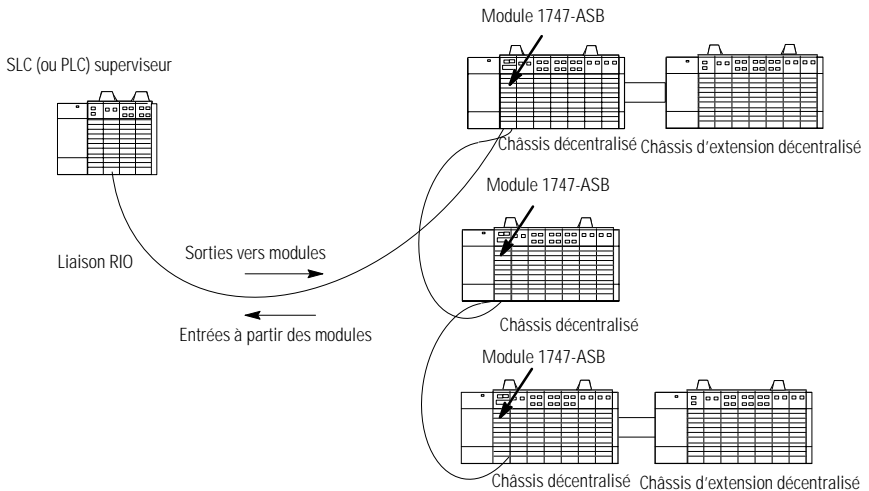 Module 1747-ASB
SLC (ou PLC) superviseur
Châssis décentralisé
Châssis d'extension décentralisé
Module 1747-ASB
Sorties vers modules
Liaison RIO
Entrées à partir des modules
Châssis décentralisé
Module 1747-ASB
Châssis décentralisé
Châssis d'extension décentralisé